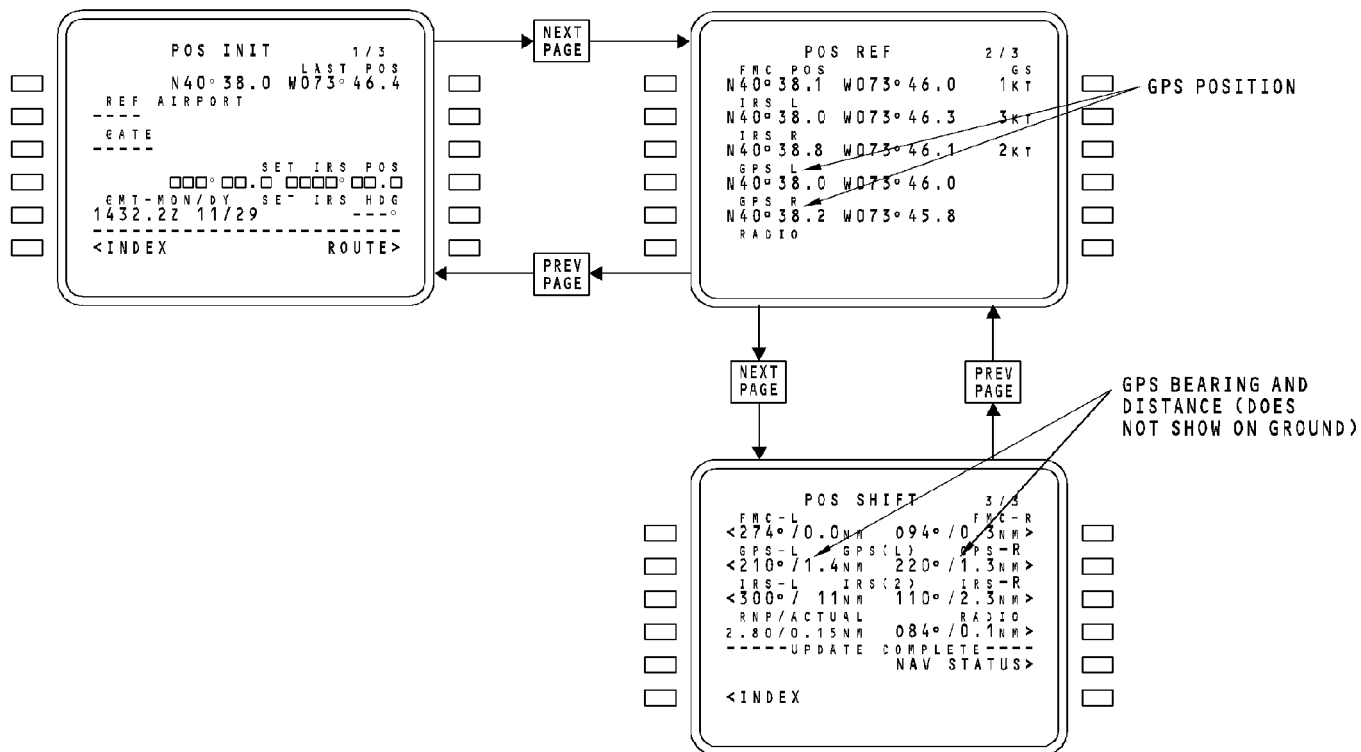 POS INIT 1/3
LAST POS
N40°38.0 W073°46.4
REF AIRPORT
----
GATE
-----
SET IRS POS
□□□°□□.□ □□□□°□□.□
GMT-MON/DY SET IRS HDG
1432.2Z 11/29 ---°
--------------------------------
<INDEX ROUTE>
NEXT
PAGE
PREV
PAGE
POS REF 2/3
FMC POS GS
N40°38.1 W073°46.0 1KT
IRS L
N40°38.0 W073°46.3 3KT
IRS R
N40°38.8 W073°46.1 2KT
GPS L
N40°38.0 W073°46.0
GPS R
N40°38.2 W073°45.8
RADIO
GPS POSITION
NEXT
PAGE
PREV
PAGE
GPS BEARING AND
DISTANCE (DOES
NOT SHOW ON GROUND)
POS SHIFT 3/3
FMC-L FMC-R
<274°/0.0NM 094°/0.3NM>
GPS-L GPS(L) GPS-R
<210°/1.4NM 220°/1.3NM>
IRS-L IRS(2) IRS-R
<300°/ 11NM 110°/2.3NM>
RNP/ACTUAL RADIO
2.80/0.15NM 084°/0.1NM>
-----UPDATE COMPLETE----
NAV STATUS>
<INDEX